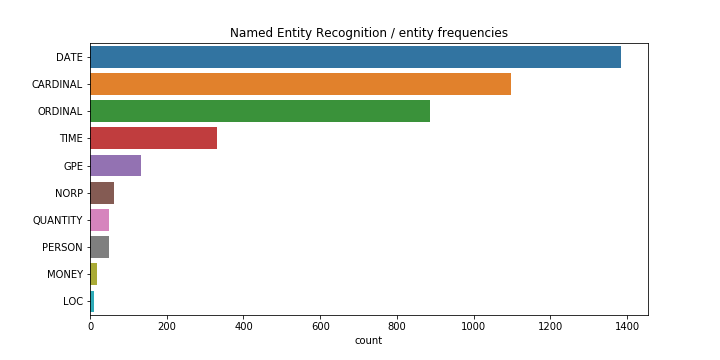 Named Entity Recognition / entity frequencies
DATE
CARDINAL
ORDINAL
TIME
GPE
NORP
QUANTITY
PERSON
MONEY
LOC
0 200 400 600 800 1000 1200 1400
count